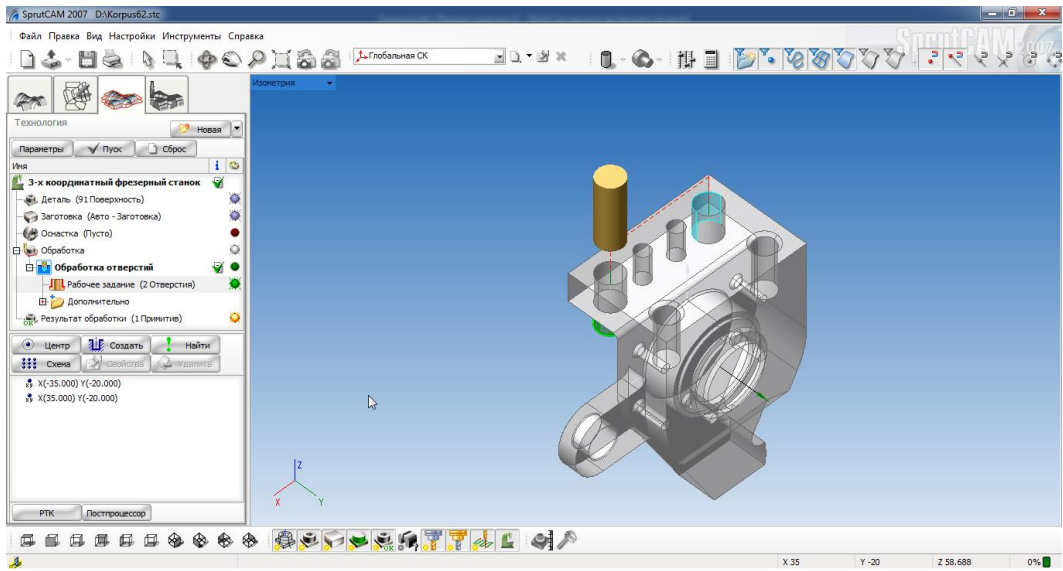 SprutCAM 2007 D:\Korpus62.stc
Файл Правка Вид Настройки Инструменты Справка
Глобальная СК
SprutCAM 2007
Изометрия
Технология
Новая
Параметры Пуск Сброс
Имя
3-х координатный фрезерный станок
Деталь (91 Поверхность)
Заготовка (Авто - Заготовка)
Оснастка (Пусто)
Обработка
Обработка отверстий
Рабочее задание (2 Отверстия)
Дополнительно
Результат обработки (1 Примитив)
Центр Создать Найти
Схема Свойства Удалить
X(-35.000) Y(-20.000)
X(35.000) Y(-20.000)
Z
X Y
РТК Постпроцессор
X 35 Y -20 Z 58.688 0%